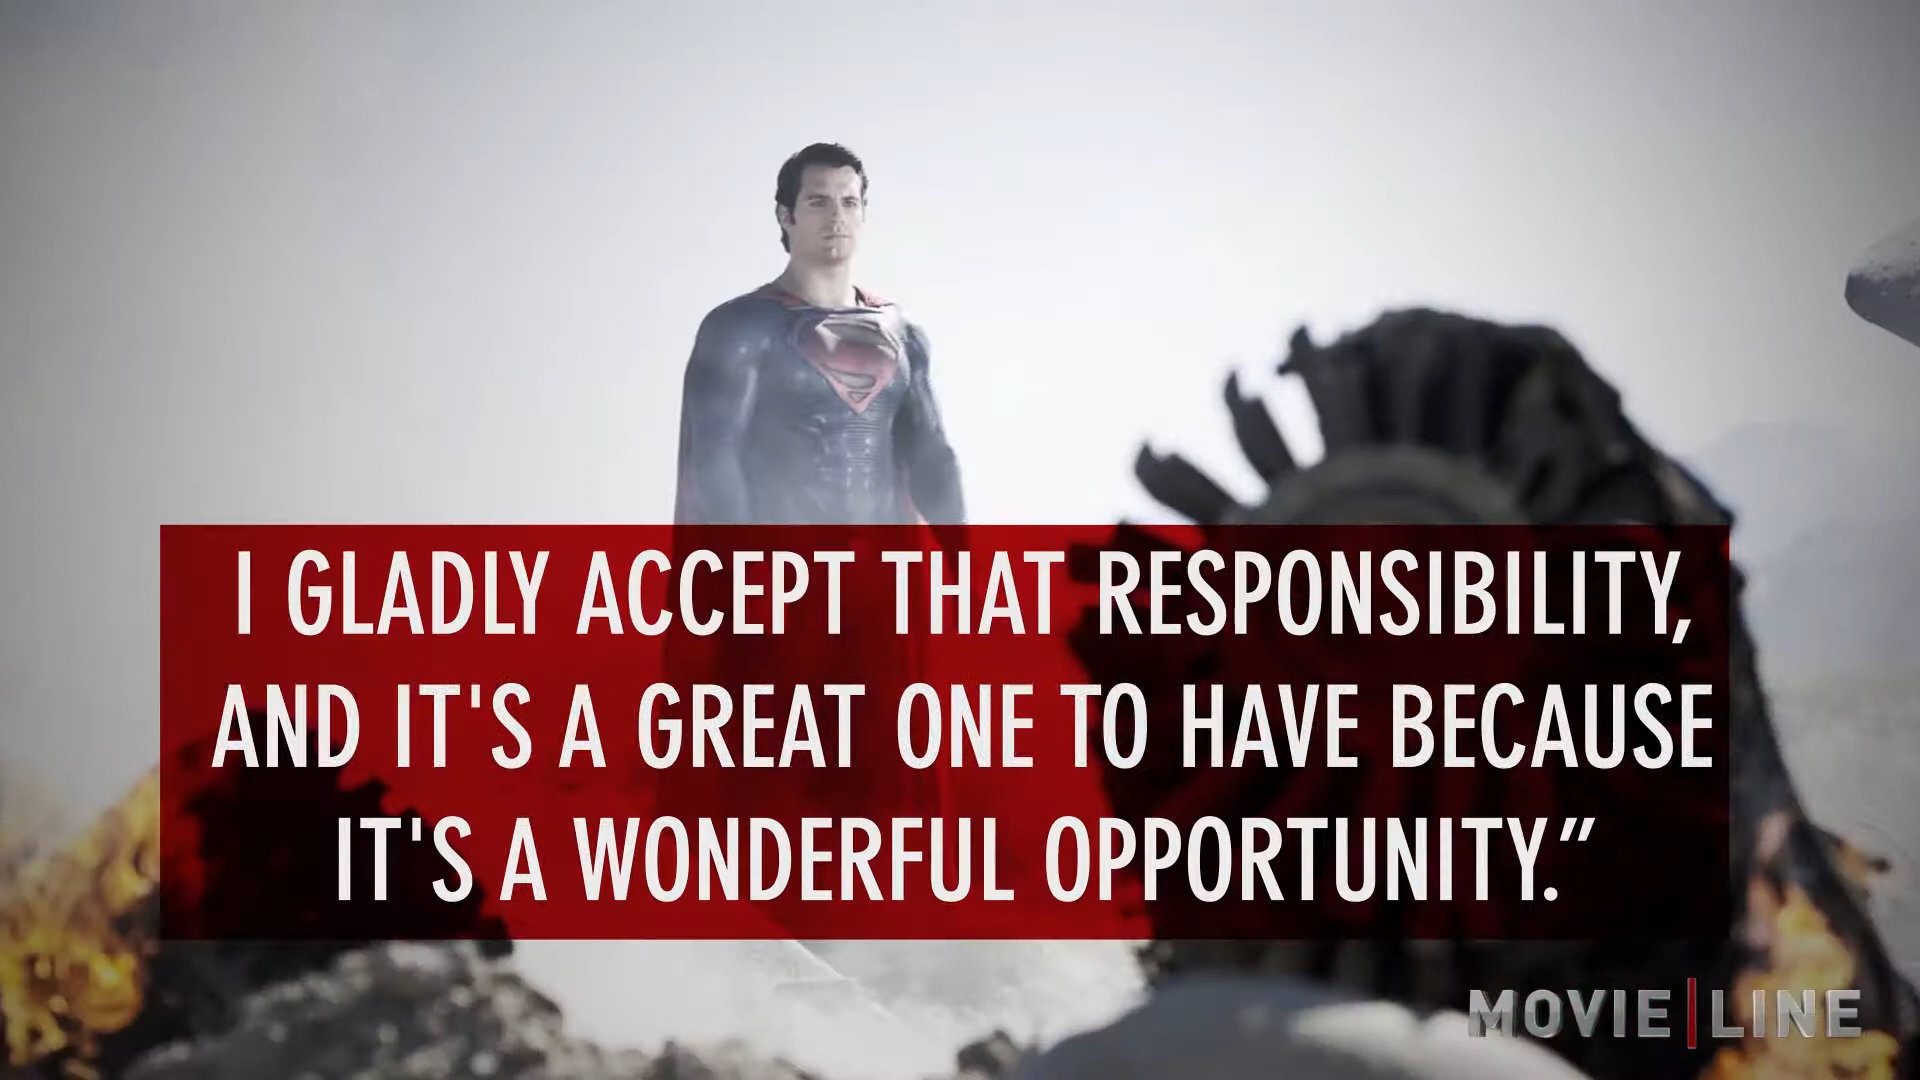 I GLADLY ACCEPT THAT RESPONSIBILITY,
AND IT'S A GREAT ONE TO HAVE BECAUSE
IT'S A WONDERFUL OPPORTUNITY.”
MOVIE|LINE